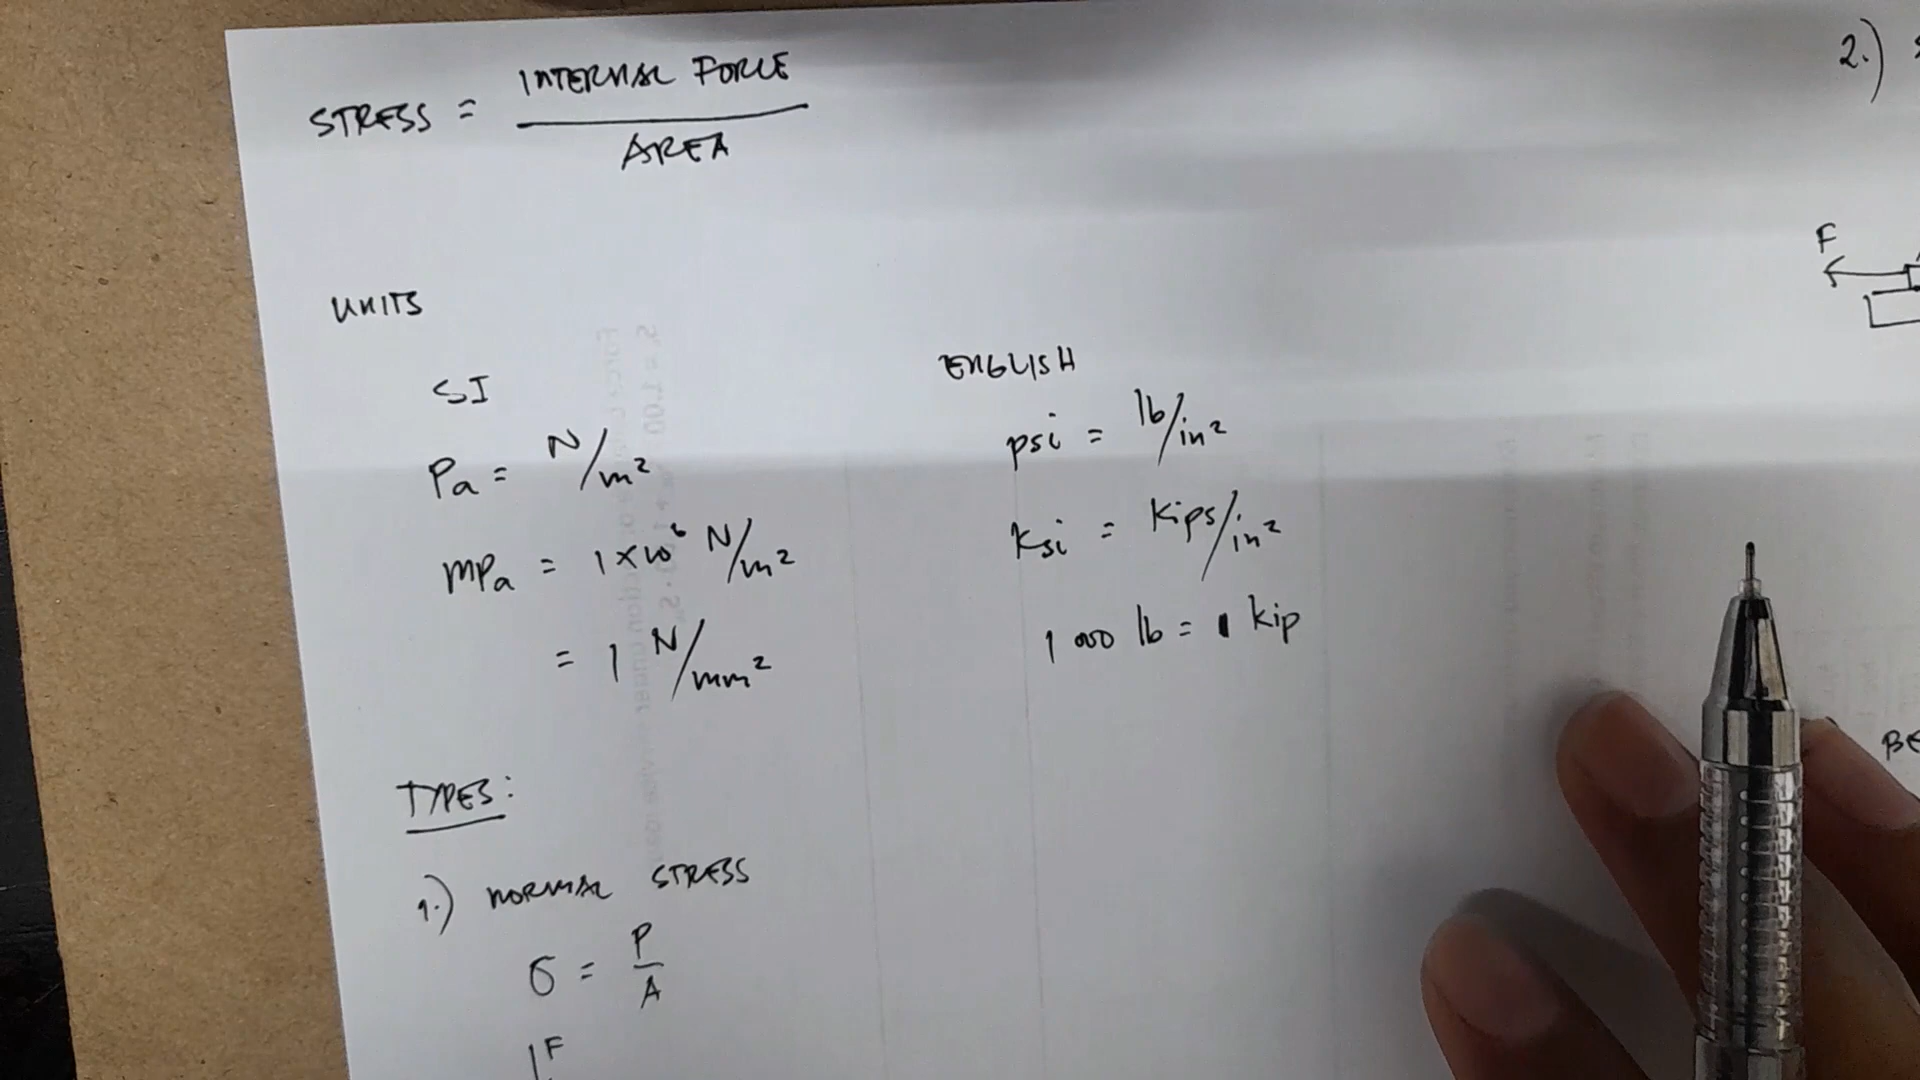 STRESS = INTERNAL FORCE / AREA
UNITS
SI
Pa = N/m²
MPa = 1 × 10⁶ N/m²
= 1 N/mm²
ENGLISH
psi = lb/in²
ksi = kips/in²
1 000 lb = 1 kip
TYPES:
1.) NORMAL STRESS
σ = P/A
F
2.)
F
BE